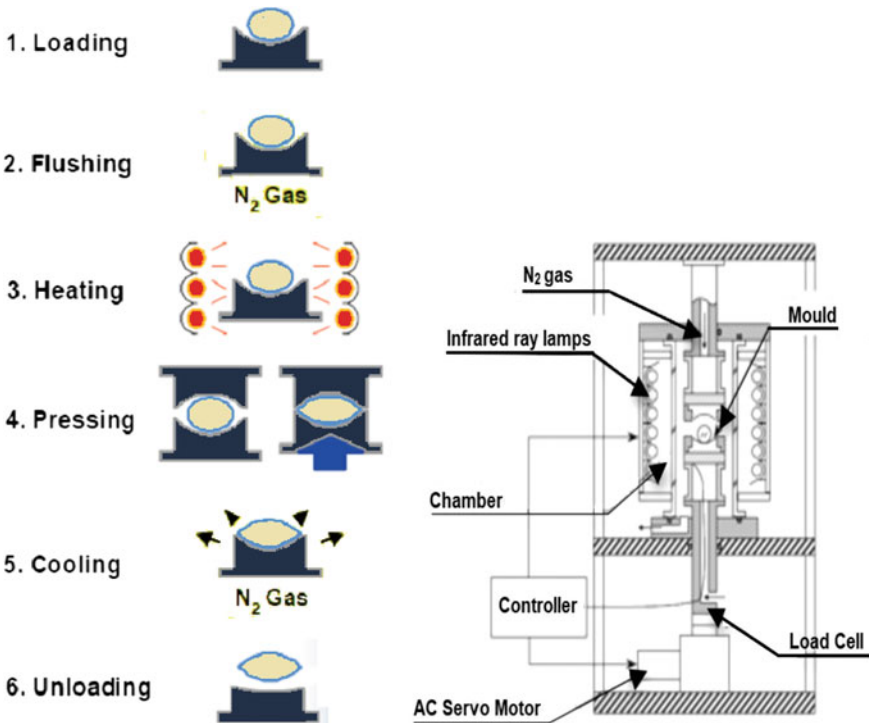 1. Loading
2. Flushing
N₂ Gas
3. Heating
4. Pressing
5. Cooling
N₂ Gas
6. Unloading
N₂ gas
Mould
Infrared ray lamps
Chamber
Controller
Load Cell
AC Servo Motor